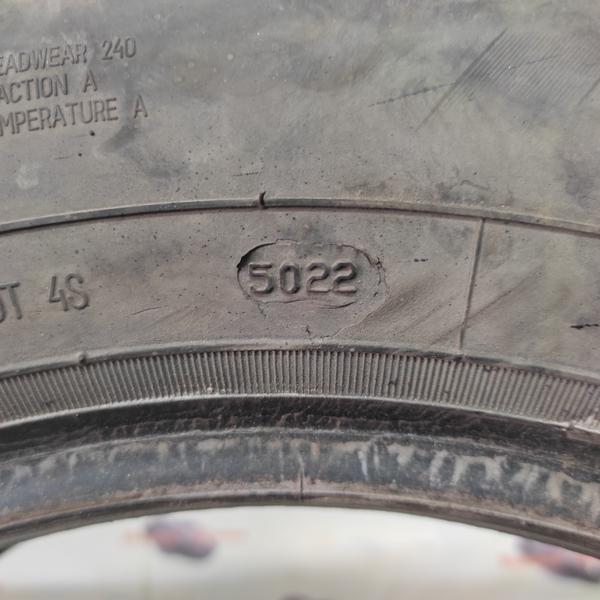 EADWEAR 240
ACTION A
MPERATURE A
OT 4S
5022